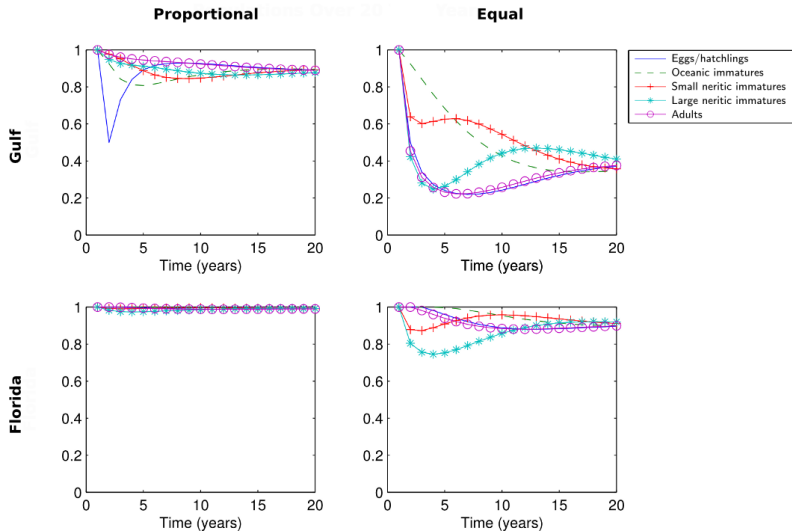 Proportional Equal
1
0.8
0.6
0.4
0.2
0
0 5 10 15 20
Time (years)
1
0.8
0.6
0.4
0.2
0
0 5 10 15 20
Time (years)
Eggs/hatchlings
Oceanic immatures
Small neritic immatures
Large neritic immatures
Adults
Gulf
1
0.8
0.6
0.4
0.2
0
0 5 10 15 20
Time (years)
1
0.8
0.6
0.4
0.2
0
0 5 10 15 20
Time (years)
Florida